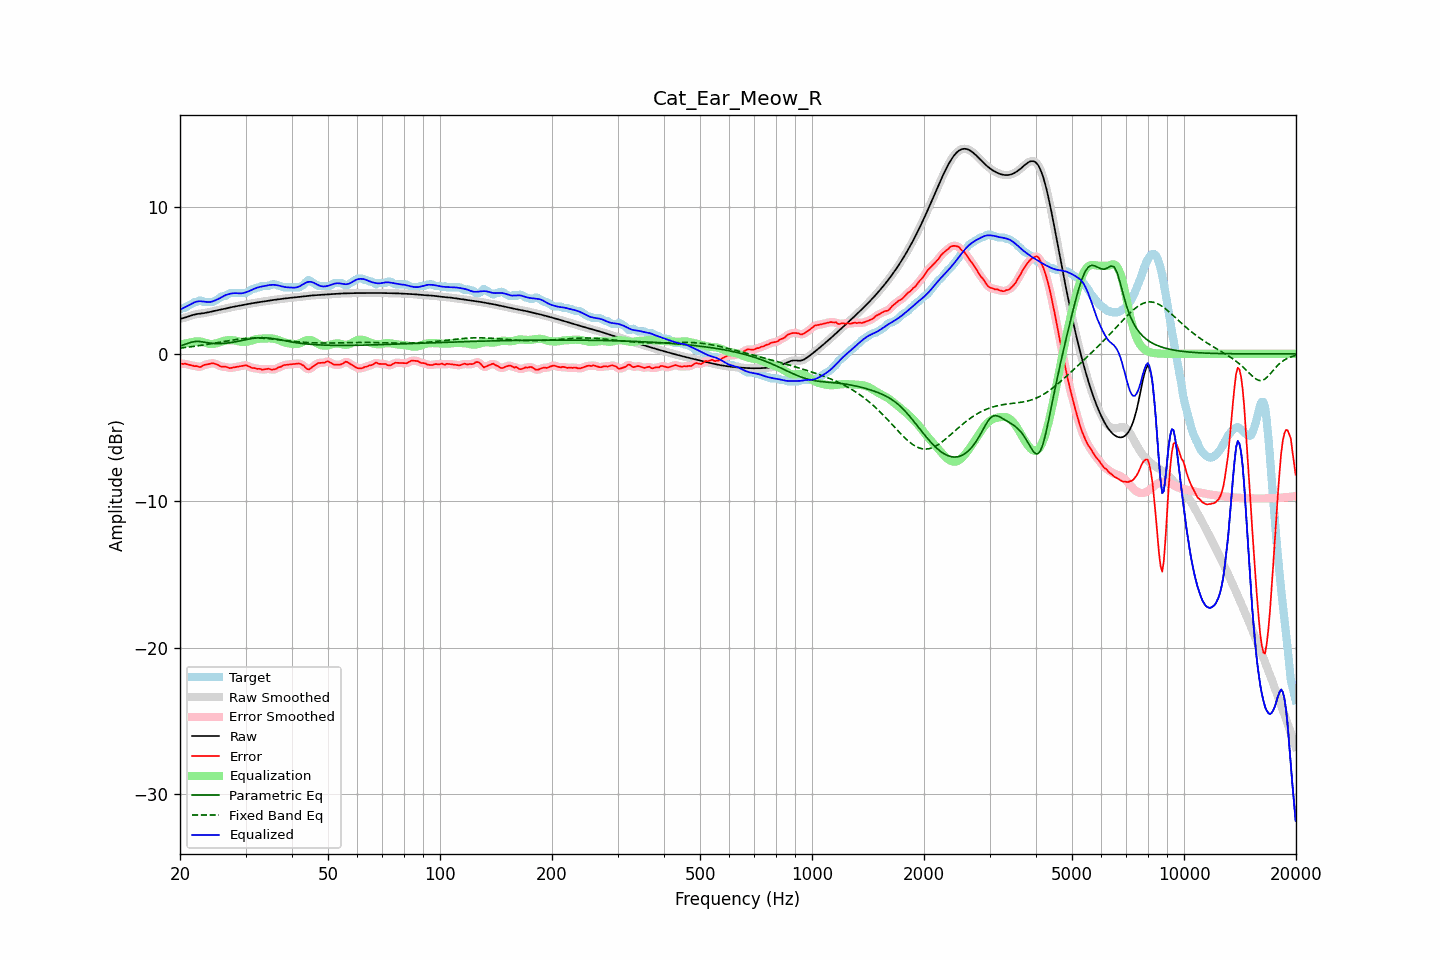 Cat_Ear_Meow_R
Amplitude (dBr)
10
0
−10
−20
−30
Target
Raw Smoothed
Error Smoothed
Raw
Error
Equalization
Parametric Eq
Fixed Band Eq
Equalized
20 50 100 200 500 1000 2000 5000 10000 20000
Frequency (Hz)